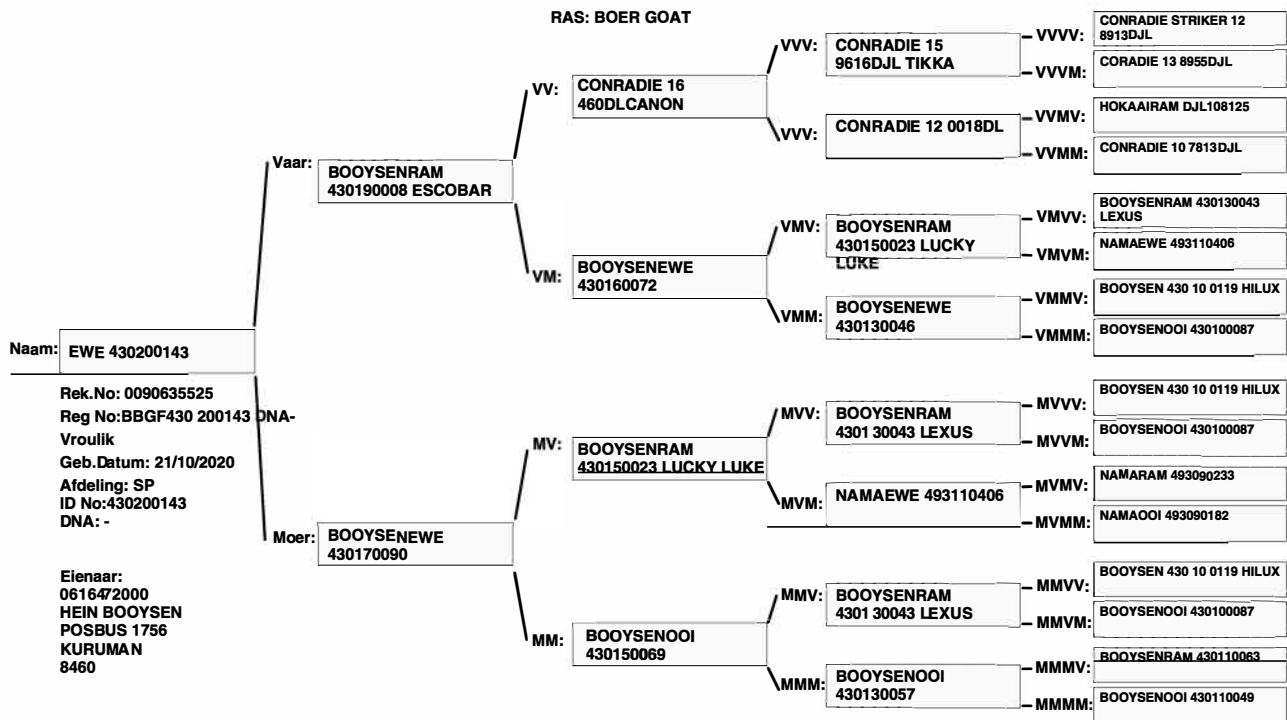 RAS: BOER GOAT
Naam: EWE 430200143
Rek.No: 0090635525
Reg No:BBGF430 200143 DNA-
Vroulik
Geb.Datum: 21/10/2020
Afdeling: SP
ID No:430200143
DNA: -
Eienaar:
0616472000
HEIN BOOYSEN
POSBUS 1756
KURUMAN
8460
Vaar: BOOYSENRAM
430190008 ESCOBAR
Moer: BOOYSENEWE
430170090
VV: CONRADIE 16
460DLCANON
VM: BOOYSENEWE
430160072
MV: BOOYSENRAM
430150023 LUCKY LUKE
MM: BOOYSENOOI
430150069
VVV: CONRADIE 15
9616DJL TIKKA
VVV: CONRADIE 12 0018DL
VMV: BOOYSENRAM
430150023 LUCKY
LUKE
VMM: BOOYSENEWE
430130046
MVV: BOOYSENRAM
4301 30043 LEXUS
MVM: NAMAEWE 493110406
MMV: BOOYSENRAM
4301 30043 LEXUS
MMM: BOOYSENOOI
430130057
VVVV: CONRADIE STRIKER 12
8913DJL
VVVM: CORADIE 13 8955DJL
VVMV: HOKAAIRAM DJL108125
VVMM: CONRADIE 10 7813DJL
VMVV: BOOYSENRAM 430130043
LEXUS
VMVM: NAMAEWE 493110406
VMMV: BOOYSEN 430 10 0119 HILUX
VMMM: BOOYSENOOI 430100087
MVVV: BOOYSEN 430 10 0119 HILUX
MVVM: BOOYSENOOI 430100087
MVMV: NAMARAM 493090233
MVMM: NAMAOOI 493090182
MMVV: BOOYSEN 430 10 0119 HILUX
MMVM: BOOYSENOOI 430100087
MMMV: BOOYSENRAM 430110063
MMMM: BOOYSENOOI 430110049